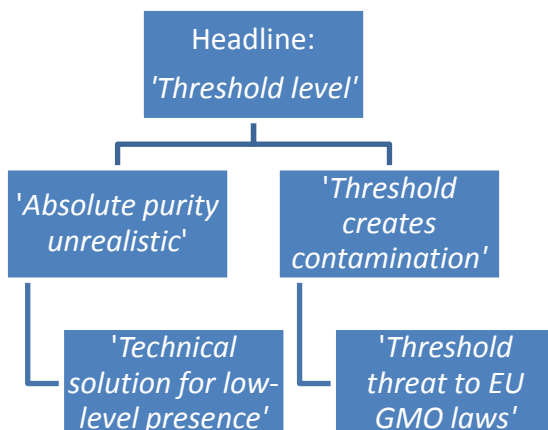 Headline:
'Threshold level'
'Absolute purity
unrealistic'
'Threshold
creates
contamination'
'Technical
solution for low-
level presence'
'Threshold
threat to EU
GMO laws'